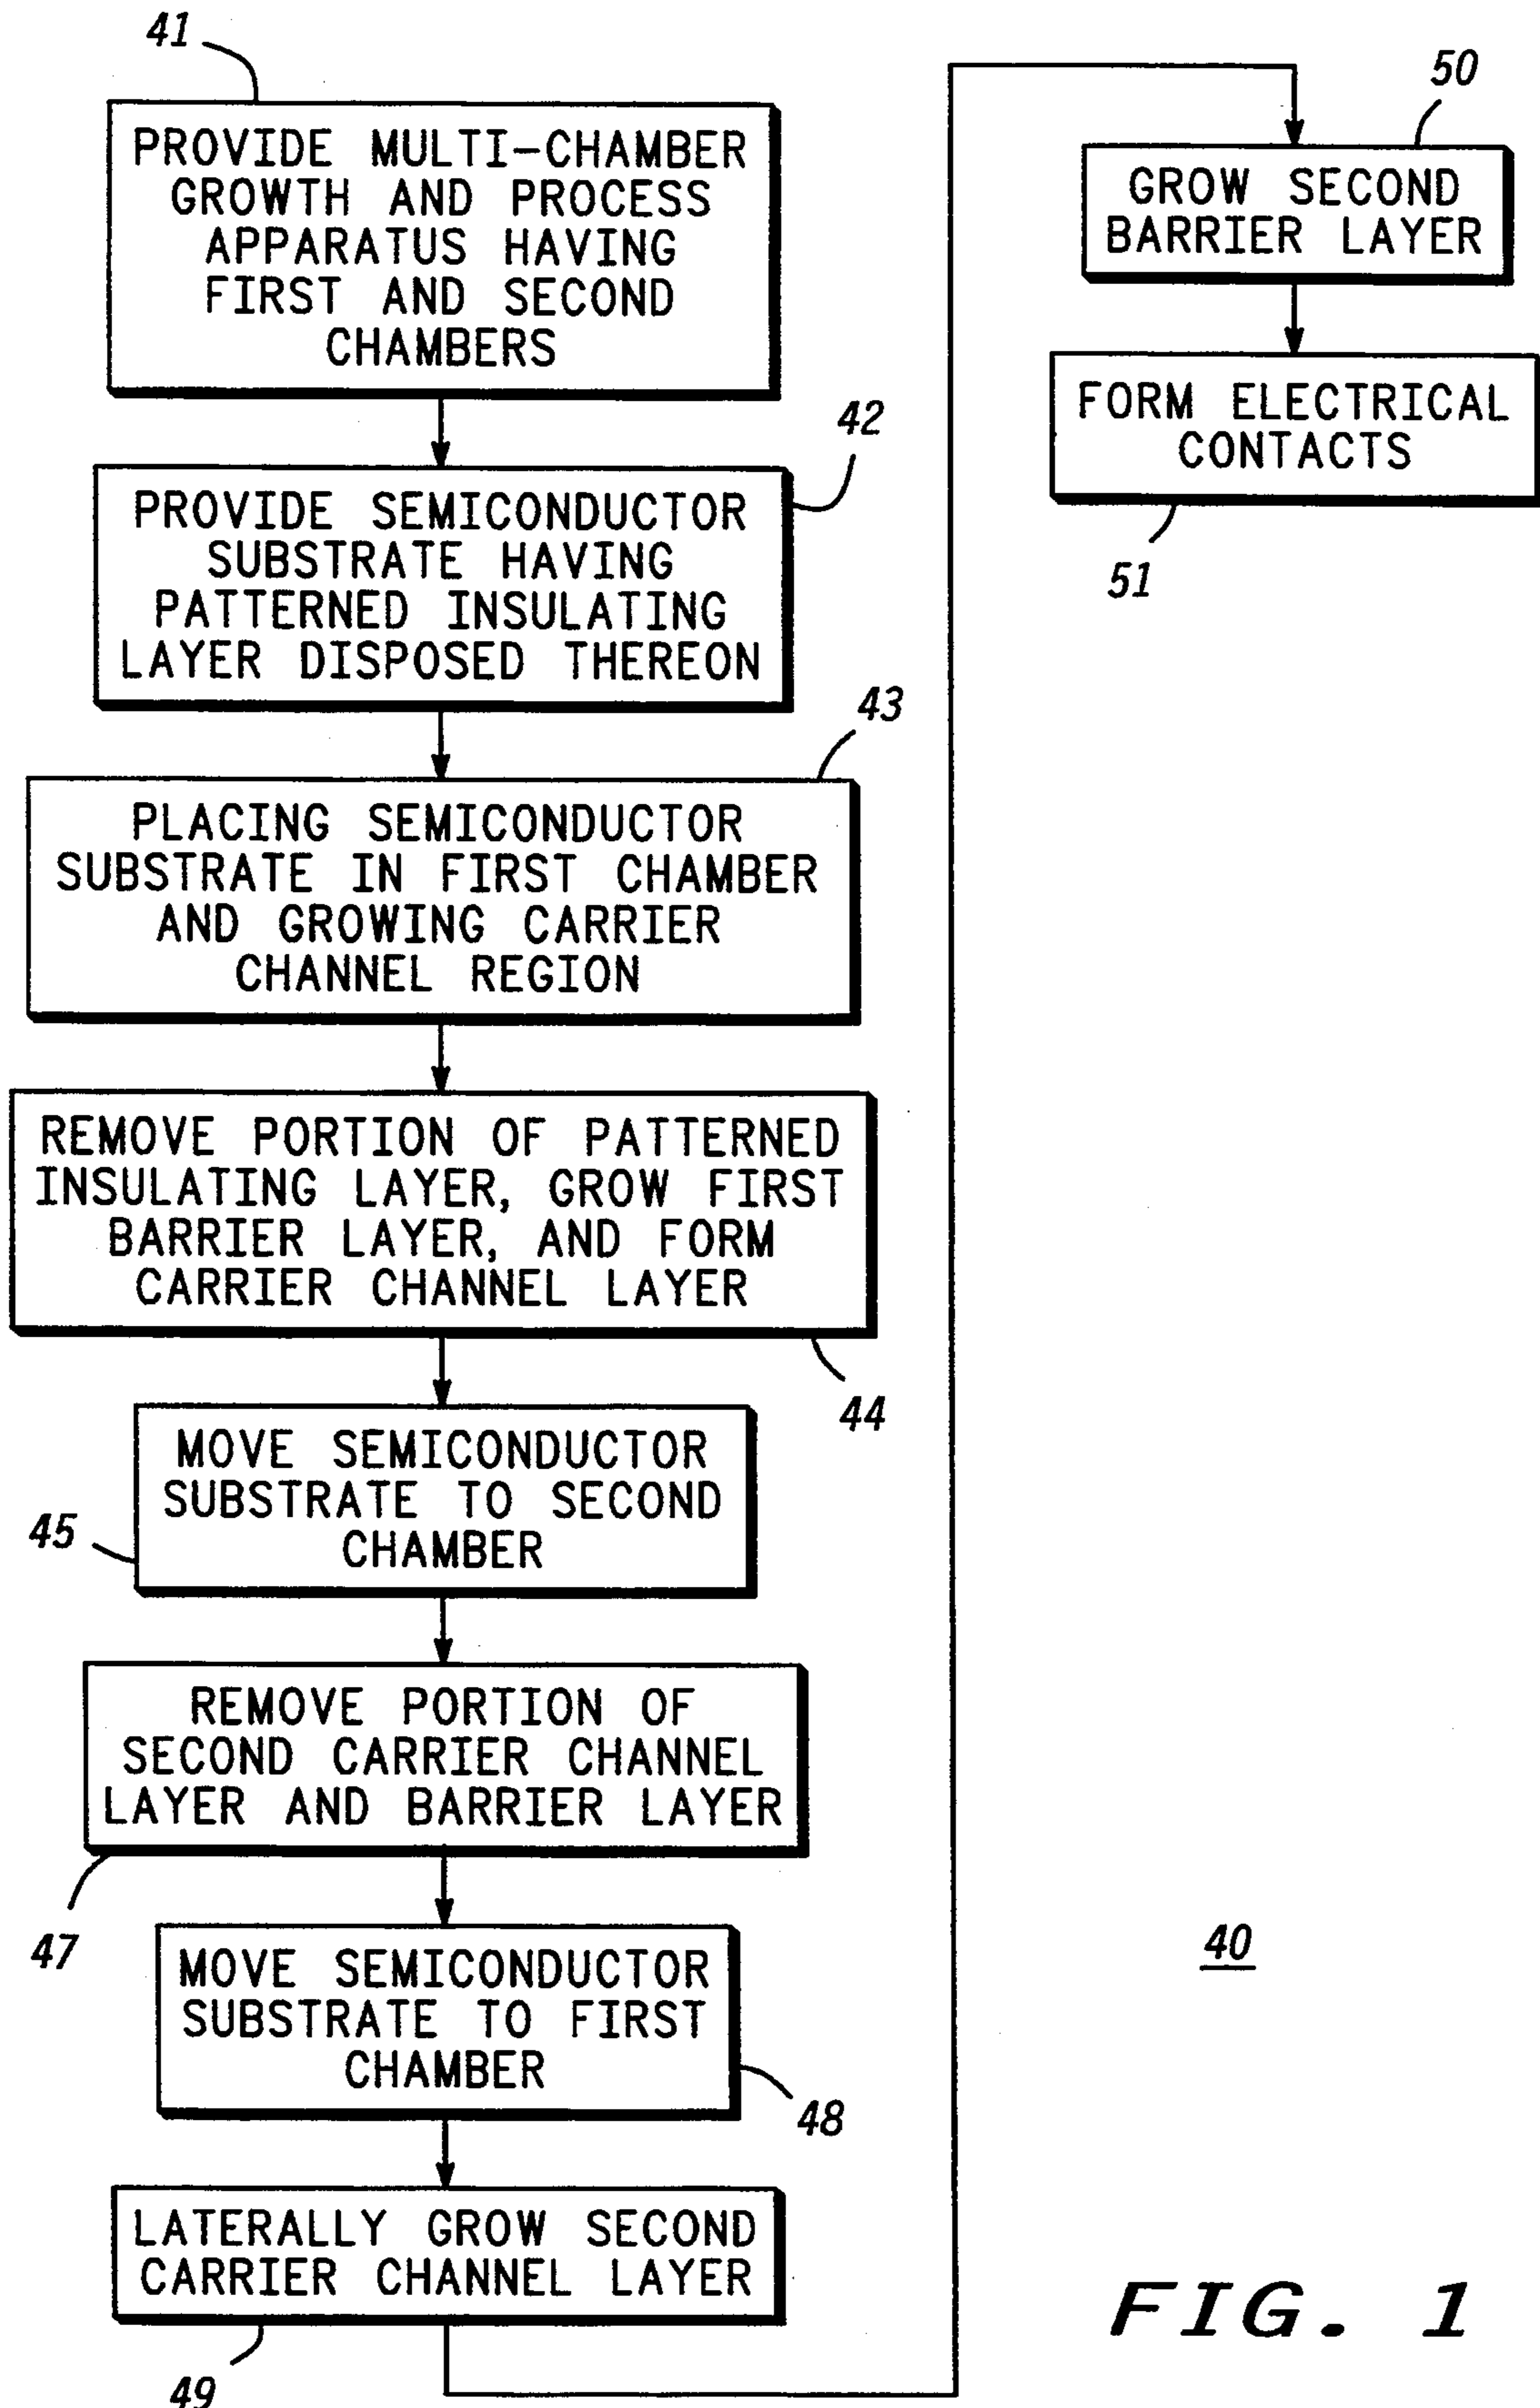 41
PROVIDE MULTI-CHAMBER
GROWTH AND PROCESS
APPARATUS HAVING
FIRST AND SECOND
CHAMBERS
42
PROVIDE SEMICONDUCTOR
SUBSTRATE HAVING
PATTERNED INSULATING
LAYER DISPOSED THEREON
43
PLACING SEMICONDUCTOR
SUBSTRATE IN FIRST CHAMBER
AND GROWING CARRIER
CHANNEL REGION
REMOVE PORTION OF PATTERNED
INSULATING LAYER, GROW FIRST
BARRIER LAYER, AND FORM
CARRIER CHANNEL LAYER
44
MOVE SEMICONDUCTOR
SUBSTRATE TO SECOND
CHAMBER
45
REMOVE PORTION OF
SECOND CARRIER CHANNEL
LAYER AND BARRIER LAYER
47
MOVE SEMICONDUCTOR
SUBSTRATE TO FIRST
CHAMBER
48
LATERALLY GROW SECOND
CARRIER CHANNEL LAYER
49
50
GROW SECOND
BARRIER LAYER
FORM ELECTRICAL
CONTACTS
51
40
FIG. 1